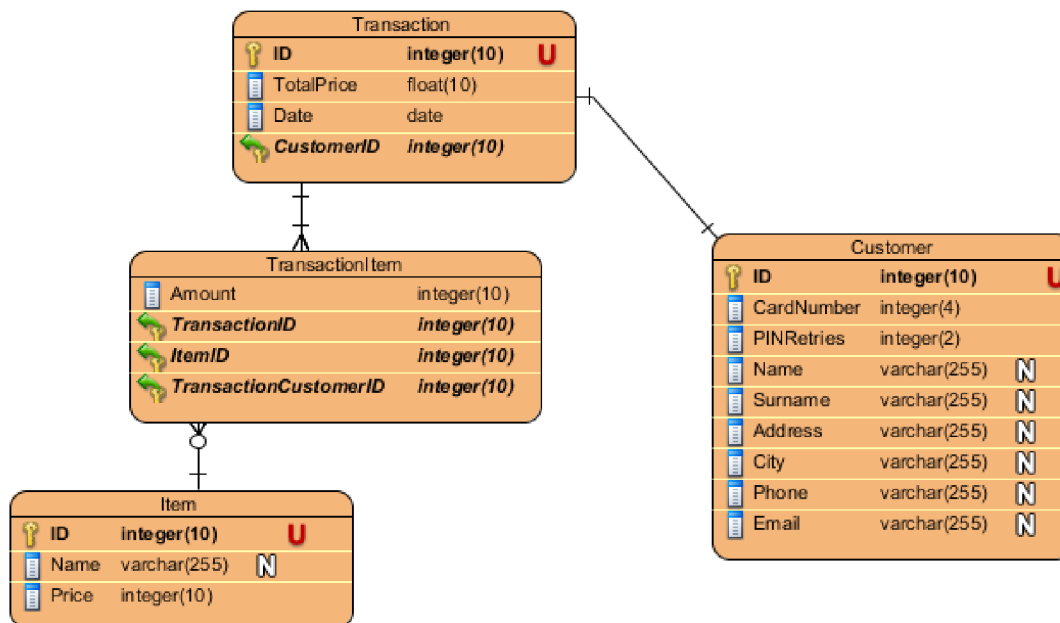 Transaction
ID integer(10) U
TotalPrice float(10)
Date date
CustomerID integer(10)
TransactionItem
Amount integer(10)
TransactionID integer(10)
ItemID integer(10)
TransactionCustomerID integer(10)
Customer
ID integer(10) U
CardNumber integer(4)
PINRetries integer(2)
Name varchar(255) N
Surname varchar(255) N
Address varchar(255) N
City varchar(255) N
Phone varchar(255) N
Email varchar(255) N
Item
ID integer(10) U
Name varchar(255) N
Price integer(10)